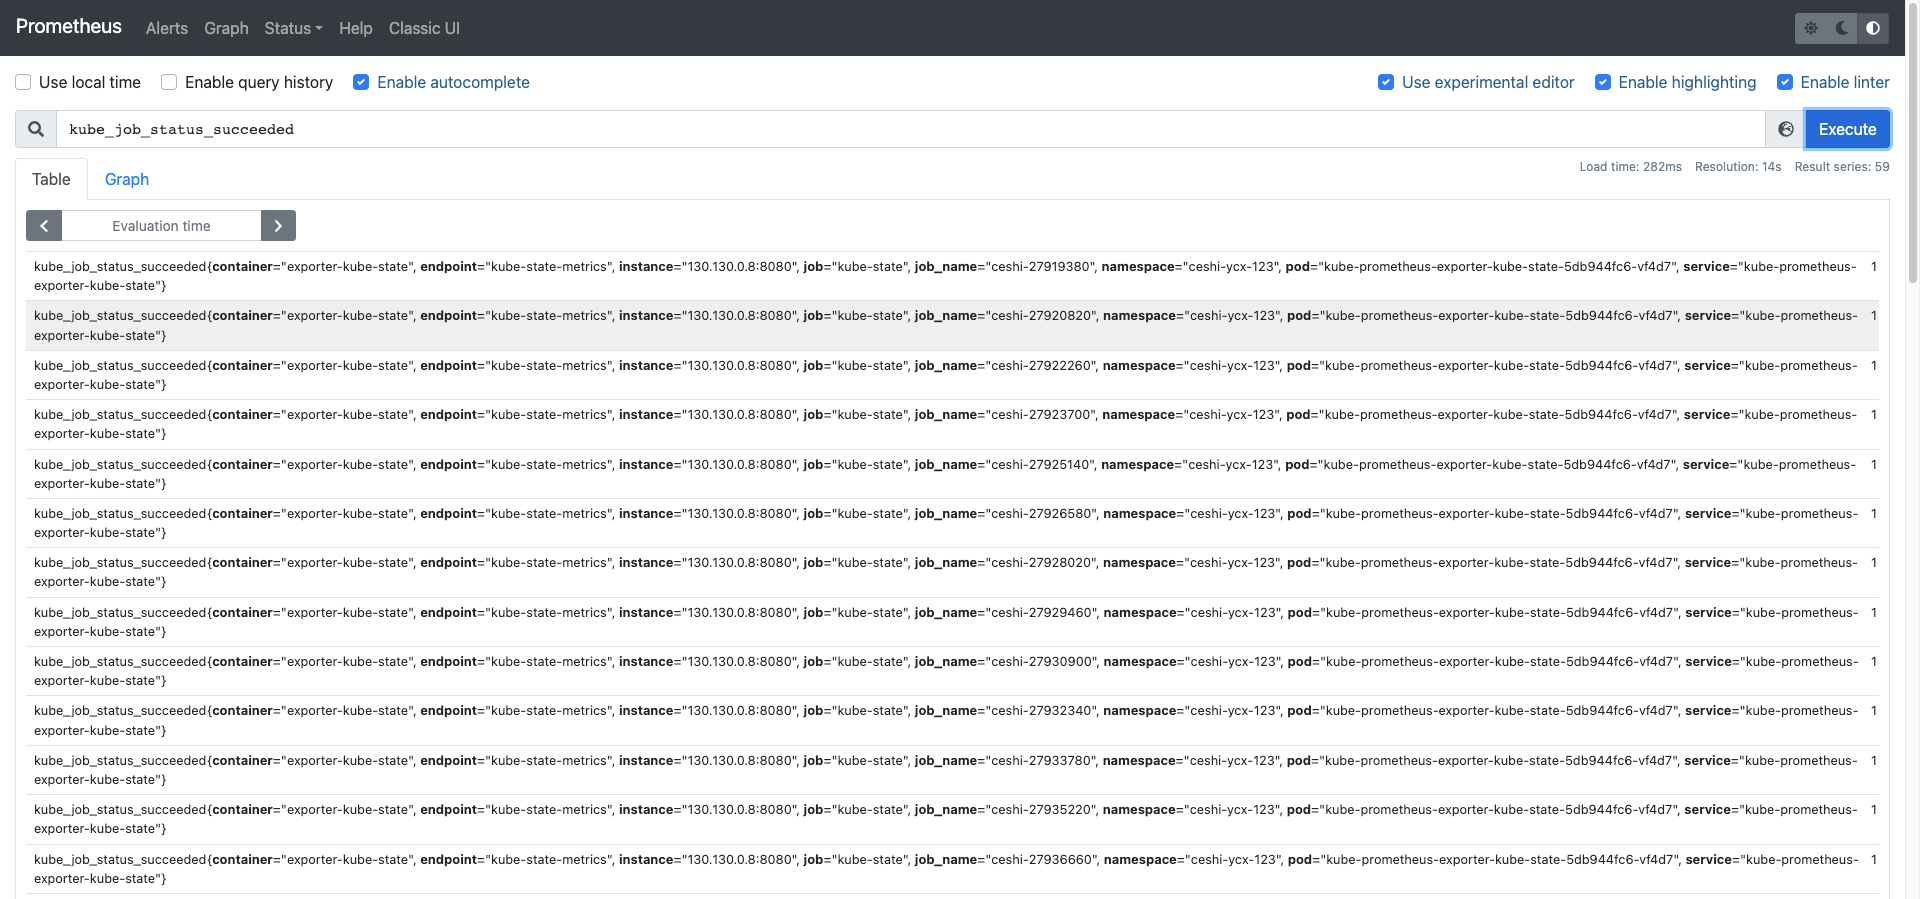 Prometheus Alerts Graph Status Help Classic UI
Use local time Enable query history Enable autocomplete Use experimental editor Enable highlighting Enable linter
kube_job_status_succeeded Execute
Table Graph Load time: 282ms Resolution: 14s Result series: 59
Evaluation time
kube_job_status_succeeded{container="exporter-kube-state", endpoint="kube-state-metrics", instance="130.130.0.8:8080", job="kube-state", job_name="ceshi-27919380", namespace="ceshi-ycx-123", pod="kube-prometheus-exporter-kube-state-5db944fc6-vf4d7", service="kube-prometheus- 1
exporter-kube-state"}
kube_job_status_succeeded{container="exporter-kube-state", endpoint="kube-state-metrics", instance="130.130.0.8:8080", job="kube-state", job_name="ceshi-27920820", namespace="ceshi-ycx-123", pod="kube-prometheus-exporter-kube-state-5db944fc6-vf4d7", service="kube-prometheus- 1
exporter-kube-state"}
kube_job_status_succeeded{container="exporter-kube-state", endpoint="kube-state-metrics", instance="130.130.0.8:8080", job="kube-state", job_name="ceshi-27922260", namespace="ceshi-ycx-123", pod="kube-prometheus-exporter-kube-state-5db944fc6-vf4d7", service="kube-prometheus- 1
exporter-kube-state"}
kube_job_status_succeeded{container="exporter-kube-state", endpoint="kube-state-metrics", instance="130.130.0.8:8080", job="kube-state", job_name="ceshi-27923700", namespace="ceshi-ycx-123", pod="kube-prometheus-exporter-kube-state-5db944fc6-vf4d7", service="kube-prometheus- 1
exporter-kube-state"}
kube_job_status_succeeded{container="exporter-kube-state", endpoint="kube-state-metrics", instance="130.130.0.8:8080", job="kube-state", job_name="ceshi-27925140", namespace="ceshi-ycx-123", pod="kube-prometheus-exporter-kube-state-5db944fc6-vf4d7", service="kube-prometheus- 1
exporter-kube-state"}
kube_job_status_succeeded{container="exporter-kube-state", endpoint="kube-state-metrics", instance="130.130.0.8:8080", job="kube-state", job_name="ceshi-27926580", namespace="ceshi-ycx-123", pod="kube-prometheus-exporter-kube-state-5db944fc6-vf4d7", service="kube-prometheus- 1
exporter-kube-state"}
kube_job_status_succeeded{container="exporter-kube-state", endpoint="kube-state-metrics", instance="130.130.0.8:8080", job="kube-state", job_name="ceshi-27928020", namespace="ceshi-ycx-123", pod="kube-prometheus-exporter-kube-state-5db944fc6-vf4d7", service="kube-prometheus- 1
exporter-kube-state"}
kube_job_status_succeeded{container="exporter-kube-state", endpoint="kube-state-metrics", instance="130.130.0.8:8080", job="kube-state", job_name="ceshi-27929460", namespace="ceshi-ycx-123", pod="kube-prometheus-exporter-kube-state-5db944fc6-vf4d7", service="kube-prometheus- 1
exporter-kube-state"}
kube_job_status_succeeded{container="exporter-kube-state", endpoint="kube-state-metrics", instance="130.130.0.8:8080", job="kube-state", job_name="ceshi-27930900", namespace="ceshi-ycx-123", pod="kube-prometheus-exporter-kube-state-5db944fc6-vf4d7", service="kube-prometheus- 1
exporter-kube-state"}
kube_job_status_succeeded{container="exporter-kube-state", endpoint="kube-state-metrics", instance="130.130.0.8:8080", job="kube-state", job_name="ceshi-27932340", namespace="ceshi-ycx-123", pod="kube-prometheus-exporter-kube-state-5db944fc6-vf4d7", service="kube-prometheus- 1
exporter-kube-state"}
kube_job_status_succeeded{container="exporter-kube-state", endpoint="kube-state-metrics", instance="130.130.0.8:8080", job="kube-state", job_name="ceshi-27933780", namespace="ceshi-ycx-123", pod="kube-prometheus-exporter-kube-state-5db944fc6-vf4d7", service="kube-prometheus- 1
exporter-kube-state"}
kube_job_status_succeeded{container="exporter-kube-state", endpoint="kube-state-metrics", instance="130.130.0.8:8080", job="kube-state", job_name="ceshi-27935220", namespace="ceshi-ycx-123", pod="kube-prometheus-exporter-kube-state-5db944fc6-vf4d7", service="kube-prometheus- 1
exporter-kube-state"}
kube_job_status_succeeded{container="exporter-kube-state", endpoint="kube-state-metrics", instance="130.130.0.8:8080", job="kube-state", job_name="ceshi-27936660", namespace="ceshi-ycx-123", pod="kube-prometheus-exporter-kube-state-5db944fc6-vf4d7", service="kube-prometheus- 1
exporter-kube-state"}